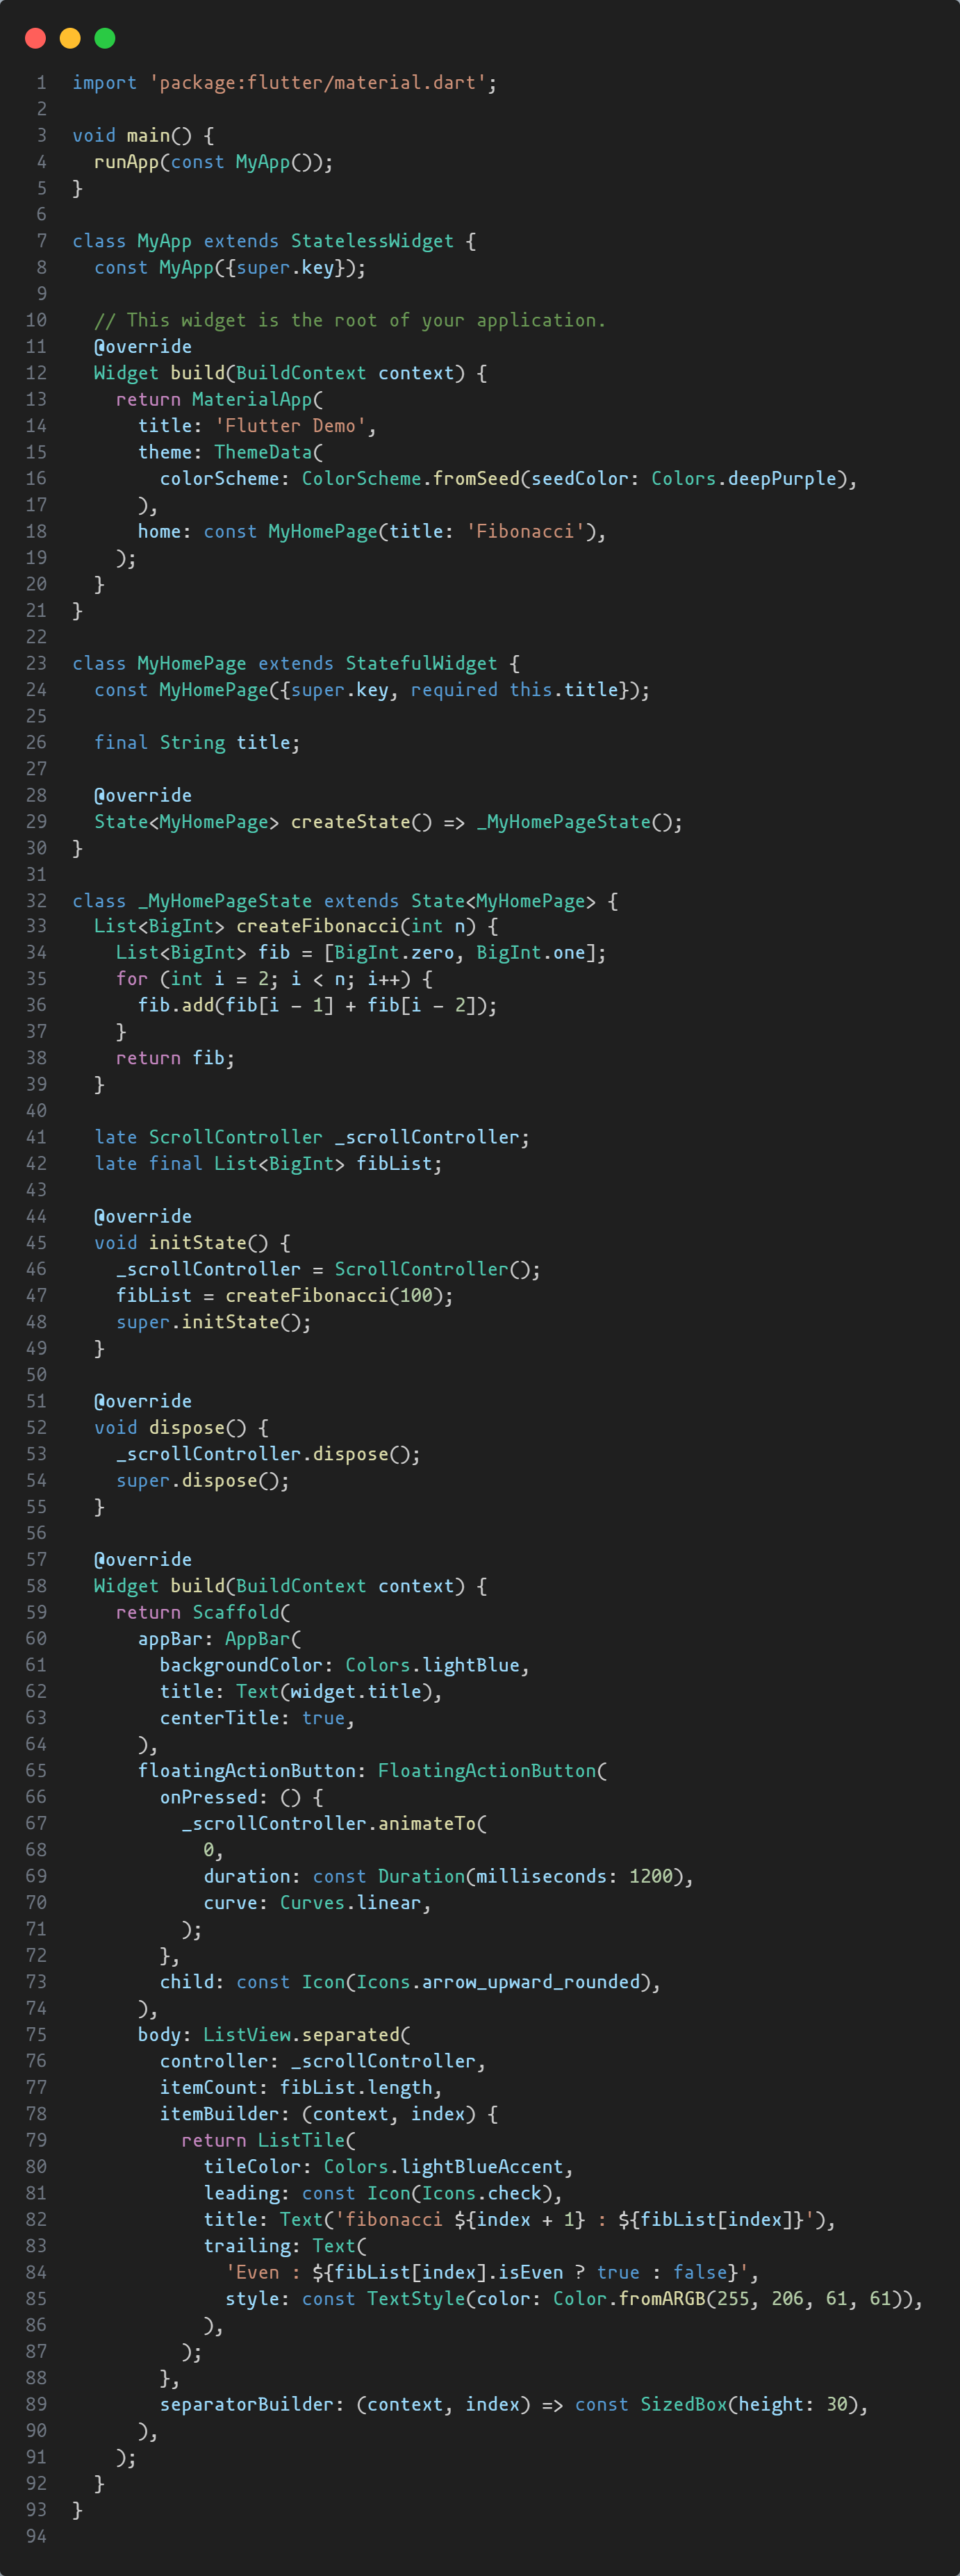 1 import 'package:flutter/material.dart';
2
3 void main() {
4   runApp(const MyApp());
5 }
6
7 class MyApp extends StatelessWidget {
8   const MyApp({super.key});
9
10   // This widget is the root of your application.
11   @override
12   Widget build(BuildContext context) {
13     return MaterialApp(
14       title: 'Flutter Demo',
15       theme: ThemeData(
16         colorScheme: ColorScheme.fromSeed(seedColor: Colors.deepPurple),
17       ),
18       home: const MyHomePage(title: 'Fibonacci'),
19     );
20   }
21 }
22
23 class MyHomePage extends StatefulWidget {
24   const MyHomePage({super.key, required this.title});
25
26   final String title;
27
28   @override
29   State<MyHomePage> createState() => _MyHomePageState();
30 }
31
32 class _MyHomePageState extends State<MyHomePage> {
33   List<BigInt> createFibonacci(int n) {
34     List<BigInt> fib = [BigInt.zero, BigInt.one];
35     for (int i = 2; i < n; i++) {
36       fib.add(fib[i - 1] + fib[i - 2]);
37     }
38     return fib;
39   }
40
41   late ScrollController _scrollController;
42   late final List<BigInt> fibList;
43
44   @override
45   void initState() {
46     _scrollController = ScrollController();
47     fibList = createFibonacci(100);
48     super.initState();
49   }
50
51   @override
52   void dispose() {
53     _scrollController.dispose();
54     super.dispose();
55   }
56
57   @override
58   Widget build(BuildContext context) {
59     return Scaffold(
60       appBar: AppBar(
61         backgroundColor: Colors.lightBlue,
62         title: Text(widget.title),
63         centerTitle: true,
64       ),
65       floatingActionButton: FloatingActionButton(
66         onPressed: () {
67           _scrollController.animateTo(
68             0,
69             duration: const Duration(milliseconds: 1200),
70             curve: Curves.linear,
71           );
72         },
73         child: const Icon(Icons.arrow_upward_rounded),
74       ),
75       body: ListView.separated(
76         controller: _scrollController,
77         itemCount: fibList.length,
78         itemBuilder: (context, index) {
79           return ListTile(
80             tileColor: Colors.lightBlueAccent,
81             leading: const Icon(Icons.check),
82             title: Text('fibonacci ${index + 1} : ${fibList[index]}'),
83             trailing: Text(
84               'Even : ${fibList[index].isEven ? true : false}',
85               style: const TextStyle(color: Color.fromARGB(255, 206, 61, 61)),
86             ),
87           );
88         },
89         separatorBuilder: (context, index) => const SizedBox(height: 30),
90       ),
91     );
92   }
93 }
94